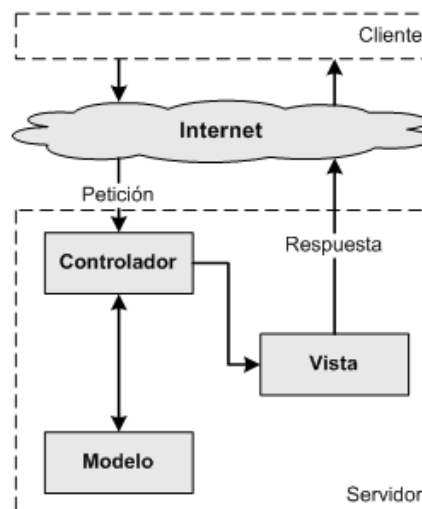 Cliente
Internet
Petición
Respuesta
Controlador
Vista
Modelo
Servidor